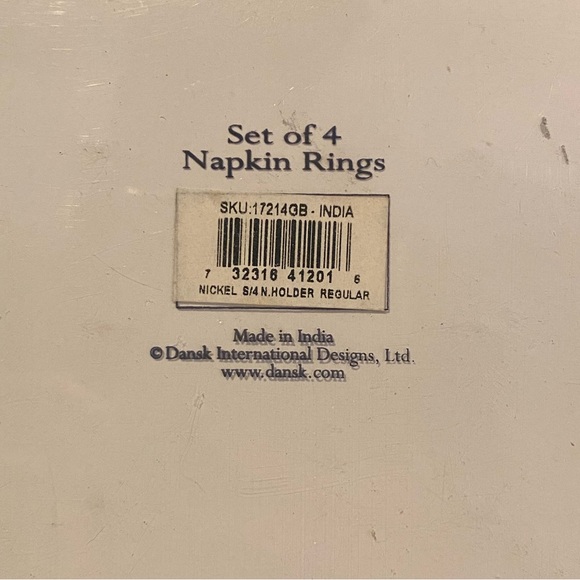 Set of 4
Napkin Rings
SKU:17214GB - INDIA
7 32316 41201 6
NICKEL S/4 N.HOLDER REGULAR
Made in India
©Dansk International Designs, Ltd.
www.dansk.com